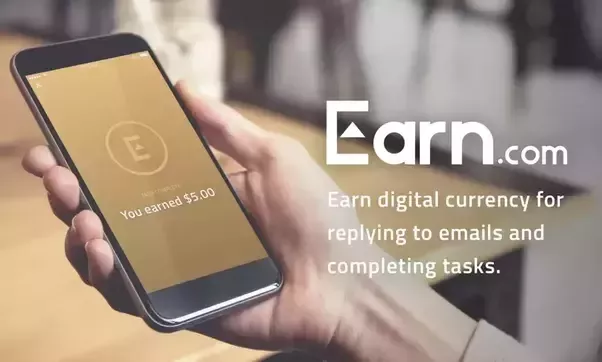 You earned $5.00
Earn.com
Earn digital currency for
replying to emails and
completing tasks.